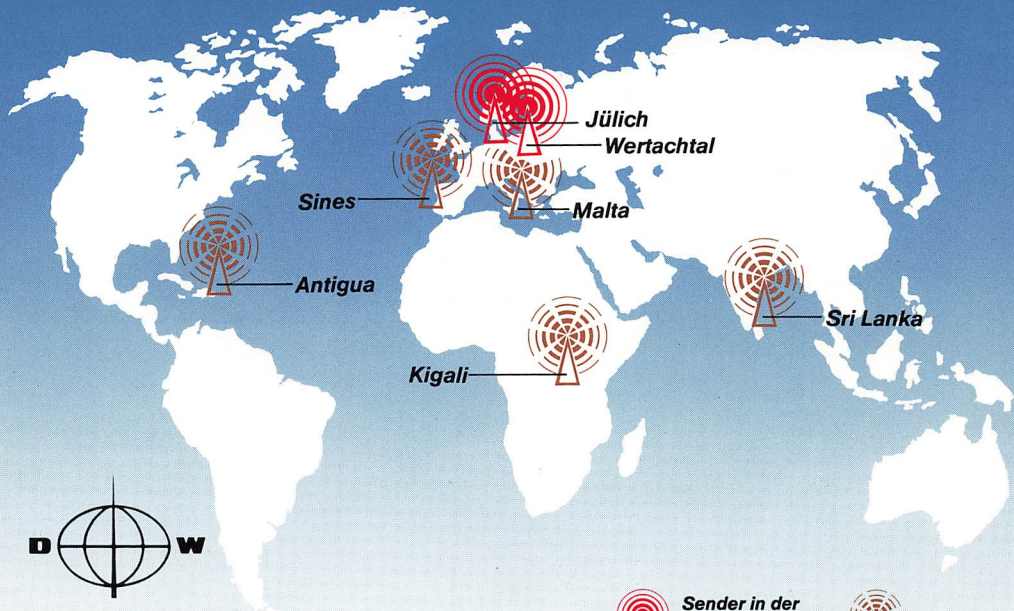 Jülich
Wertachtal
Sines
Malta
Antigua
Sri Lanka
Kigali
D W
Sender in der